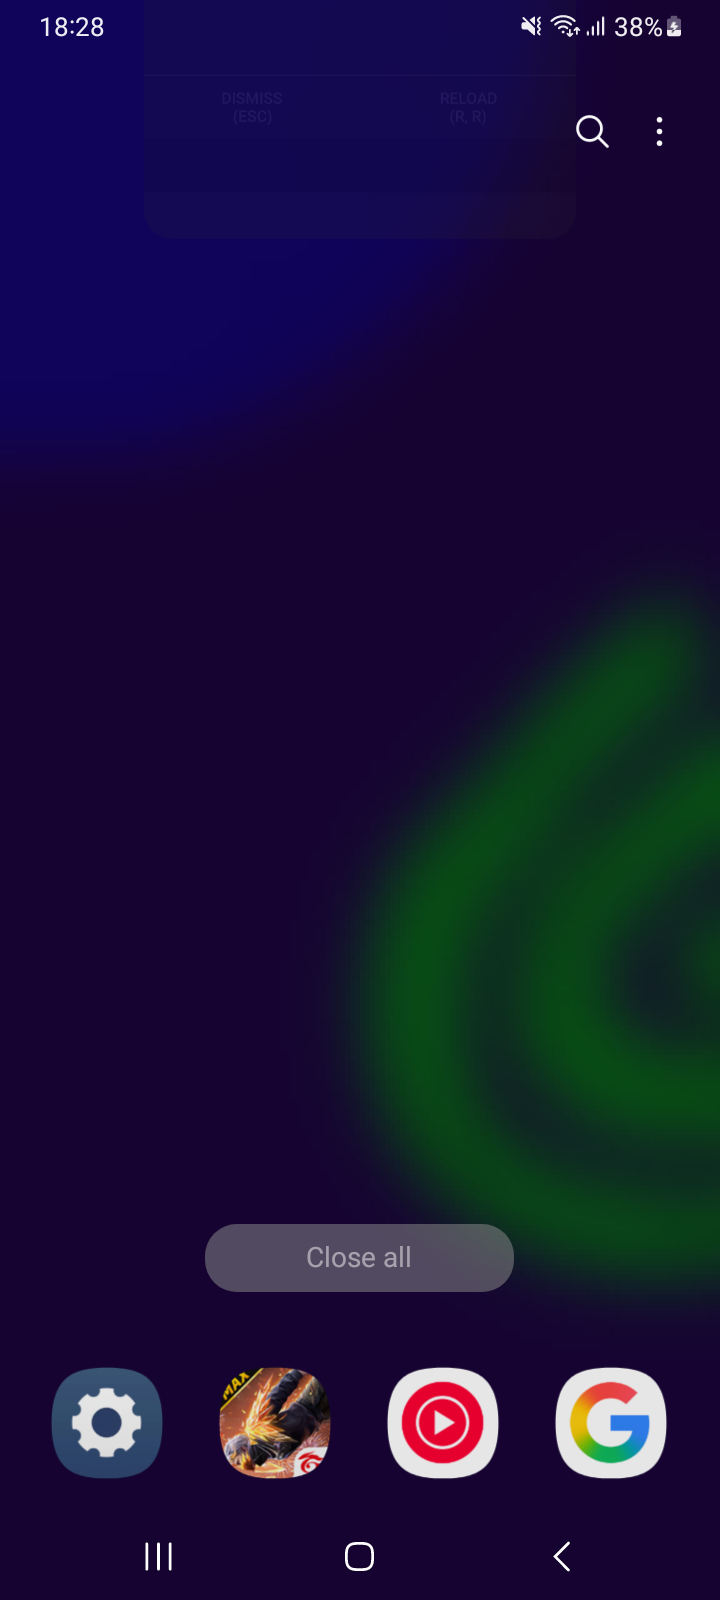 18:28
38%
DISMISS
(ESC)
RELOAD
(R, R)
Close all
MAX